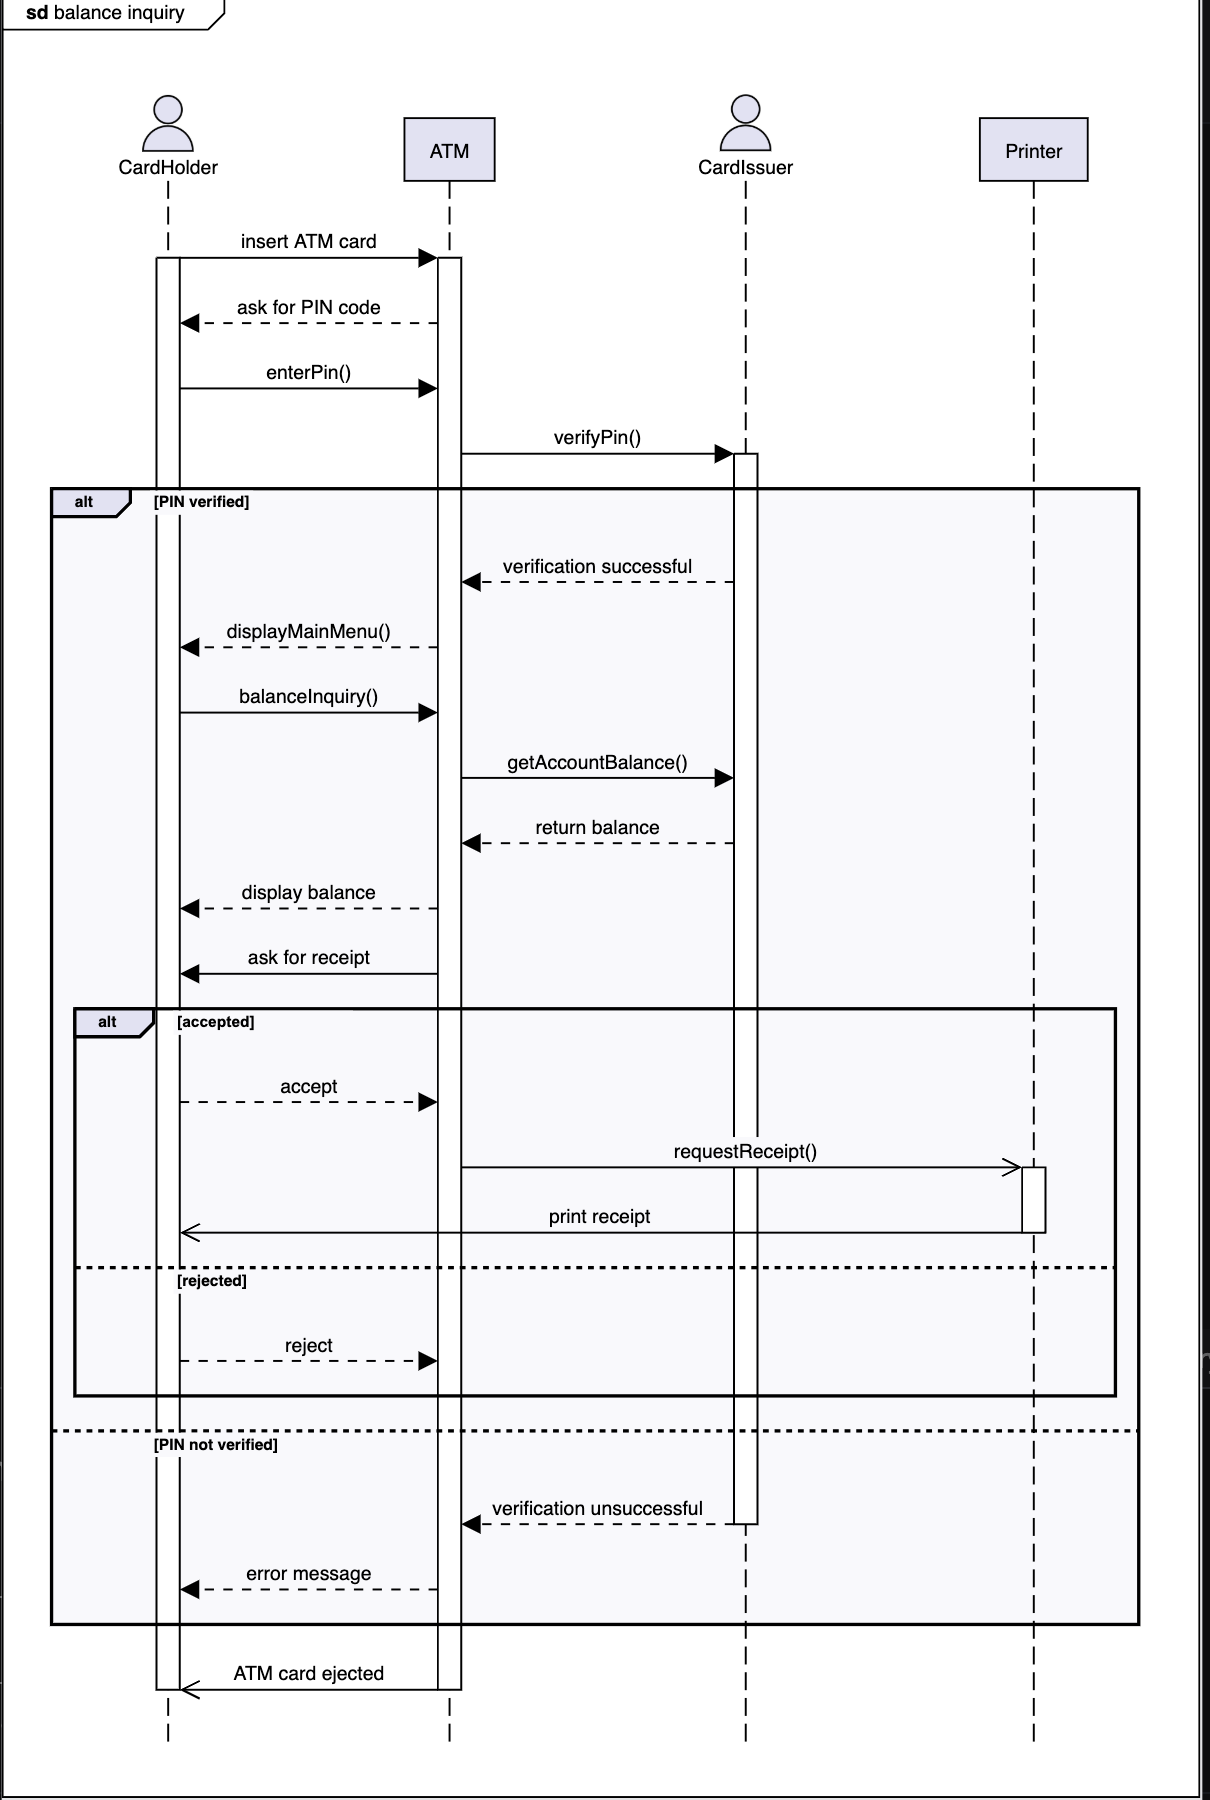 sd balance inquiry
CardHolder
ATM
CardIssuer
Printer
insert ATM card
ask for PIN code
enterPin()
verifyPin()
alt
[PIN verified]
verification successful
displayMainMenu()
balanceInquiry()
getAccountBalance()
return balance
display balance
ask for receipt
alt
[accepted]
accept
requestReceipt()
print receipt
[rejected]
reject
[PIN not verified]
verification unsuccessful
error message
ATM card ejected